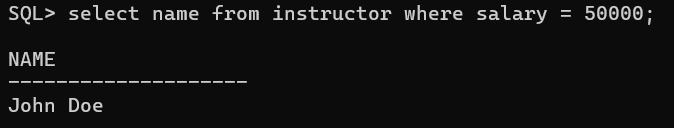 SQL> select name from instructor where salary = 50000;
NAME
--------------------
John Doe